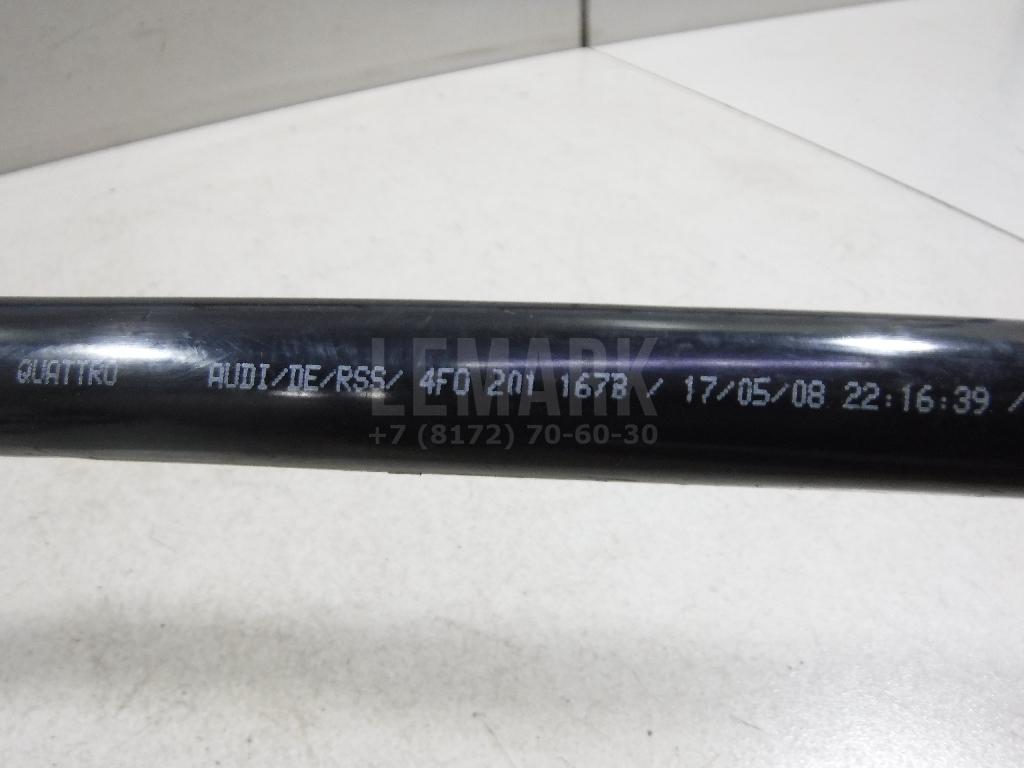 QUATTRO AUDI/DE/RSS/ 4F0 201 167B / 17/05/08 22:16:39 /
LEMARK
+7 (8172) 70-60-30